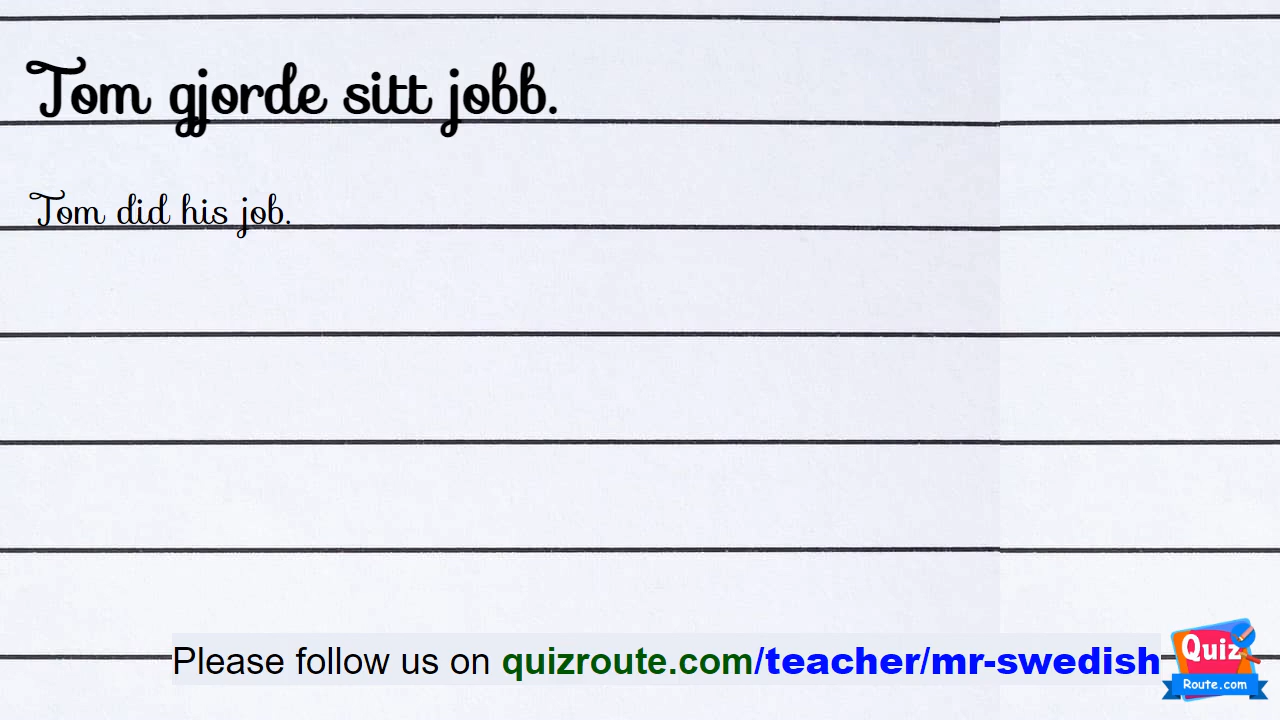 Tom gjorde sitt jobb.
Tom did his job.
Please follow us on quizroute.com/teacher/mr-swedish
Quiz
Route.com